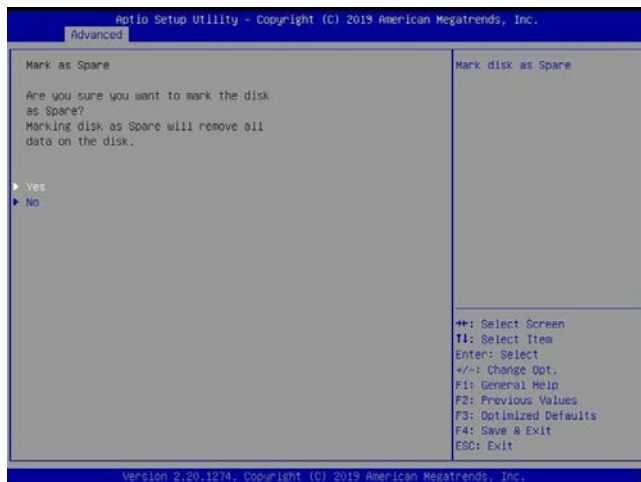 Aptio Setup Utility - Copyright (C) 2019 American Megatrends, Inc.
Advanced
Mark as Spare
Are you sure you want to mark the disk
as Spare?
Marking disk as Spare will remove all
data on the disk.
Yes
No
Mark disk as Spare
→←: Select Screen
↑↓: Select Item
Enter: Select
+/-: Change Opt.
F1: General Help
F2: Previous Values
F3: Optimized Defaults
F4: Save & Exit
ESC: Exit
Version 2.20.1274. Copyright (C) 2019 American Megatrends, Inc.